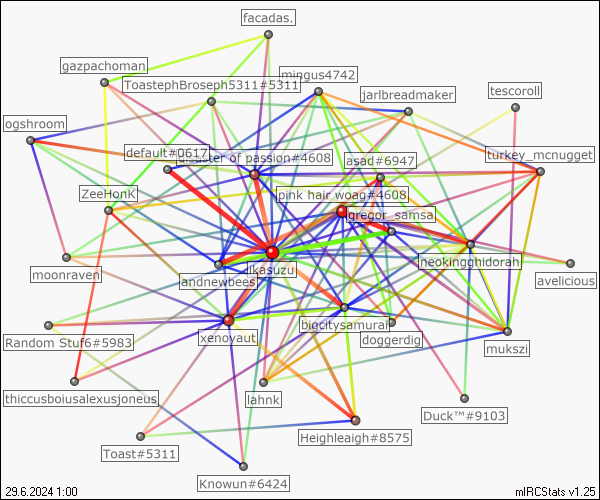 facadas.
gazpachoman
mingus4742
ToastephBroseph5311#5311
jarlbreadmaker
tescoroll
ogshroom
default#0617
master of passion#4608
asad#6947
turkey_mcnugget
pink hair woag#4608
ZeeHonk
gregor_samsa
neokingghidorah
moonraven
andnewbees
ikasuzu
avelicious
Random Stuf6#5983
xenovaut
bigcitysamurai
doggerdig
mukszi
thiccusboiusalexusjoneus
lahnk
Duck™#9103
Heighleigh#8575
Toast#5311
Knowun#6424
29.6.2024 1:00
mIRCStats v1.25